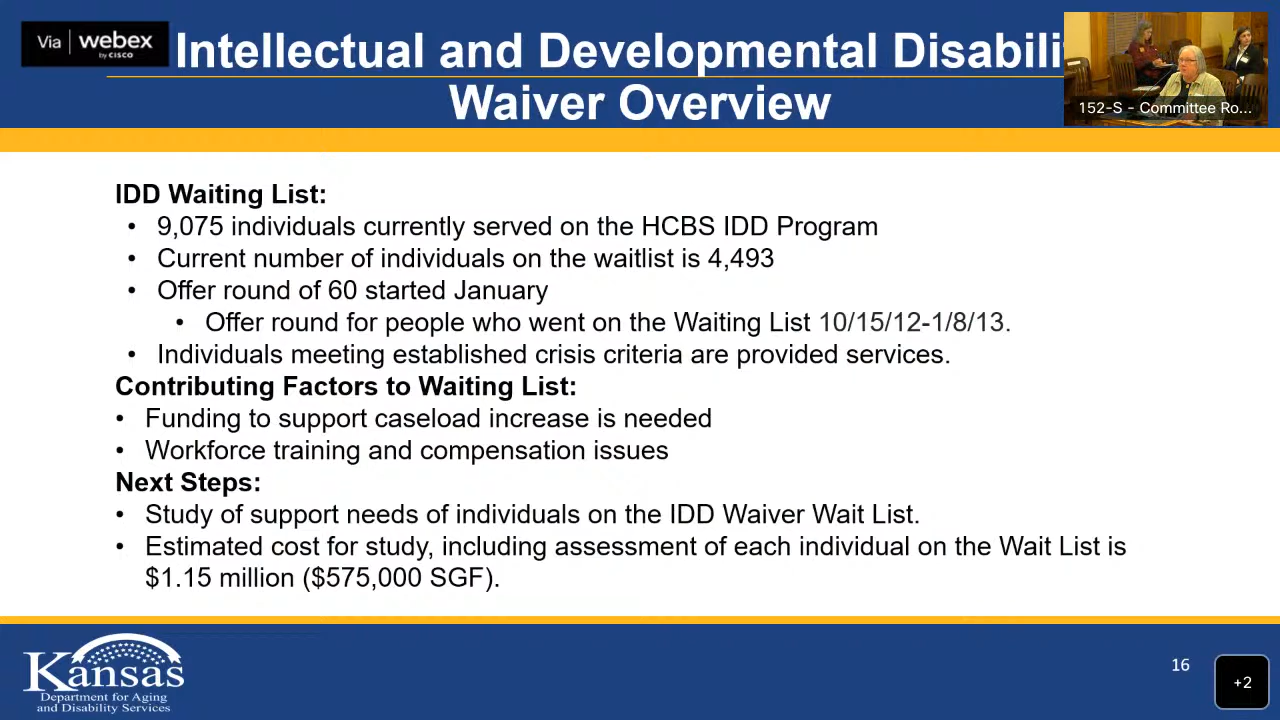 Via webex
by CISCO
Intellectual and Developmental Disabili
Waiver Overview
152-S - Committee Ro...
IDD Waiting List:
• 9,075 individuals currently served on the HCBS IDD Program
• Current number of individuals on the waitlist is 4,493
• Offer round of 60 started January
• Offer round for people who went on the Waiting List 10/15/12-1/8/13.
• Individuals meeting established crisis criteria are provided services.
Contributing Factors to Waiting List:
• Funding to support caseload increase is needed
• Workforce training and compensation issues
Next Steps:
• Study of support needs of individuals on the IDD Waiver Wait List.
• Estimated cost for study, including assessment of each individual on the Wait List is
$1.15 million ($575,000 SGF).
Kansas
Department for Aging
and Disability Services
16
+2